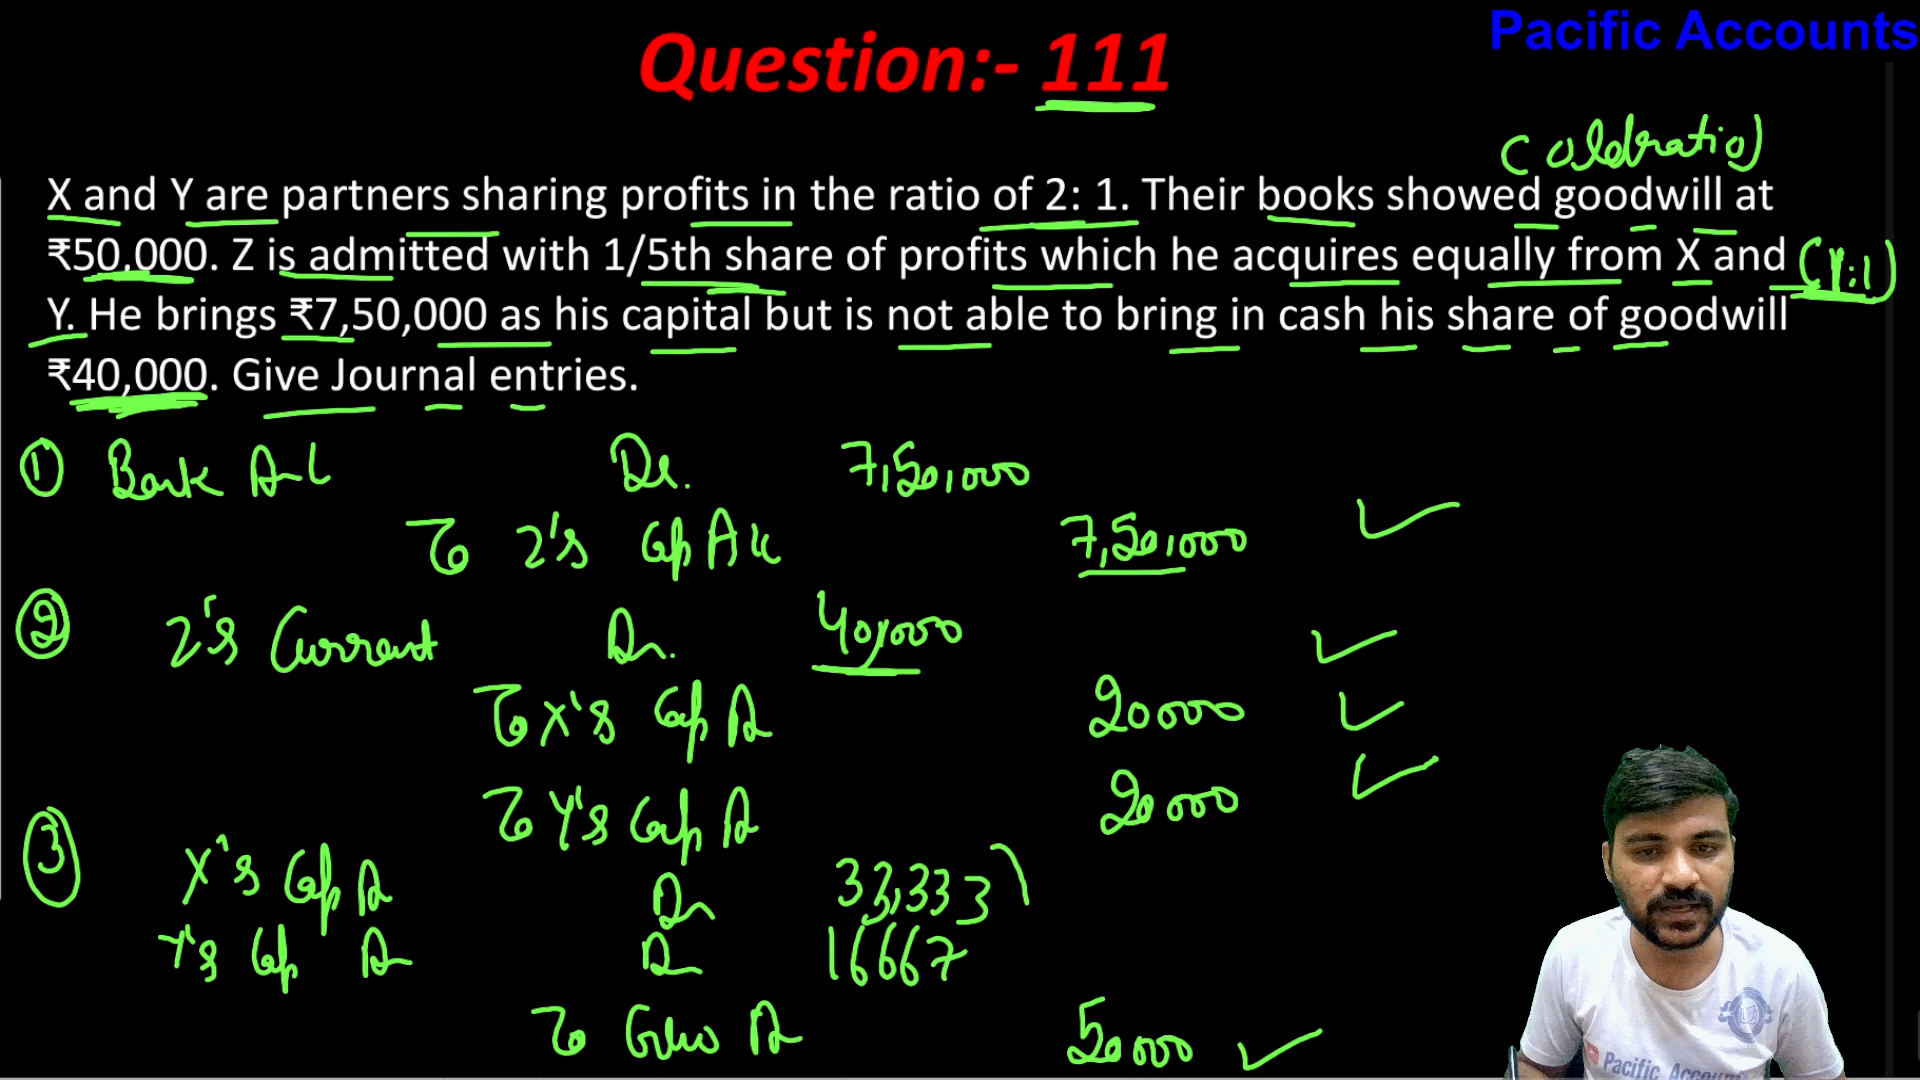 Pacific Accounts
Question:- 111
(oldratio)
X and Y are partners sharing profits in the ratio of 2: 1. Their books showed goodwill at
₹50,000. Z is admitted with 1/5th share of profits which he acquires equally from X and (1:1)
Y. He brings ₹7,50,000 as his capital but is not able to bring in cash his share of goodwill
₹40,000. Give Journal entries.
① Bank A/c Dr. 7,50,000
To Z's Cap A/c 7,50,000
② Z's Current Dr. 40,000
To X's Cap A 20000
To Y's Cap A 20000
③ X's Cap A Dr 33,333
Y's Cap A Dr 16667
To G/w A 50000
Pacific Accoun